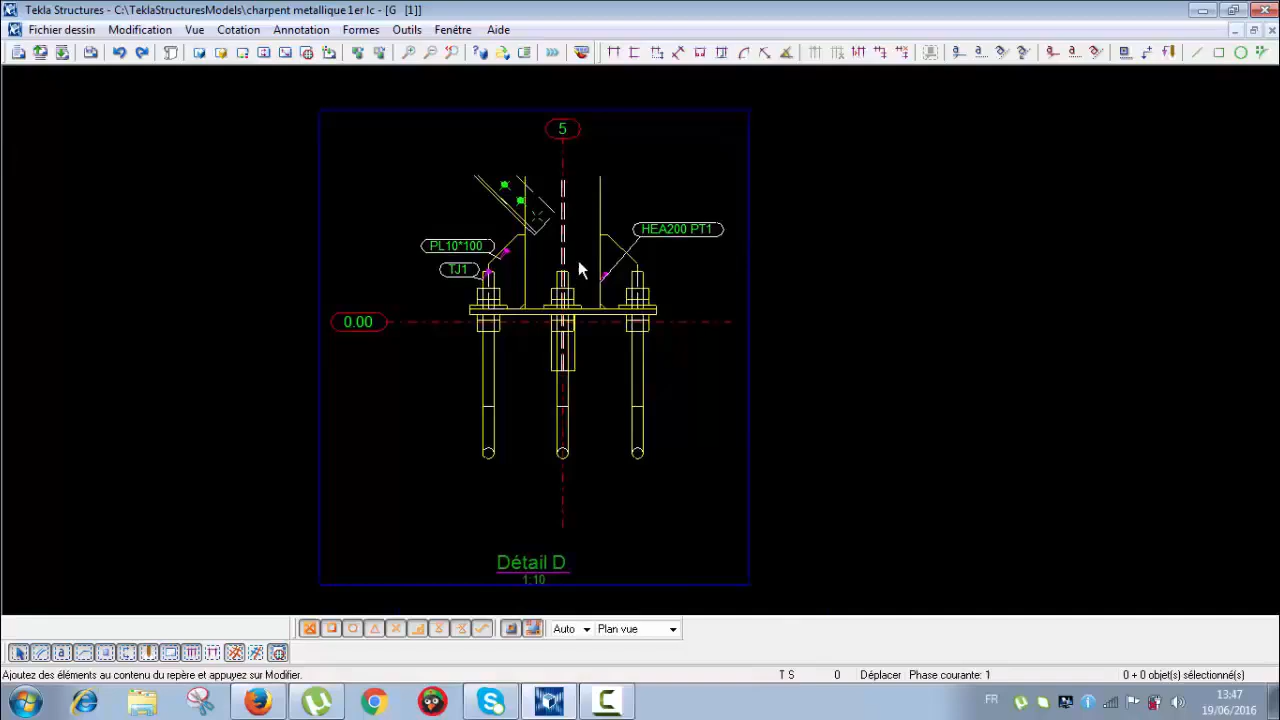 Tekla Structures - C:\TeklaStructuresModels\charpent metallique 1er lc - [G   [1]]
Fichier dessin Modification Vue Cotation Annotation Formes Outils Fenêtre Aide
5
HEA200 PT1
PL10*100
TJ1
0.00
Détail D
1:10
Auto Plan vue
Ajoutez des éléments au contenu du repère et appuyez sur Modifier. T S 0 Déplacer Phase courante: 1 0 + 0 objet(s) sélectionné(s)
FR 13:47
19/06/2016